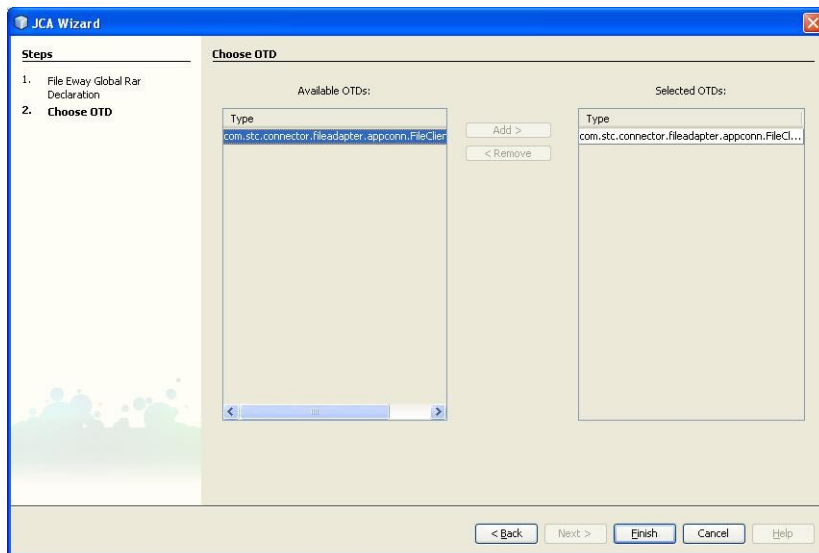 JCA Wizard
Steps
1. File Eway Global Rar
Declaration
2. Choose OTD
Choose OTD
Available OTDs:
Type
com.stc.connector.fileadapter.appconn.FileClien
Add >
< Remove
Selected OTDs:
Type
com.stc.connector.fileadapter.appconn.FileCl...
< Back
Next >
Finish
Cancel
Help